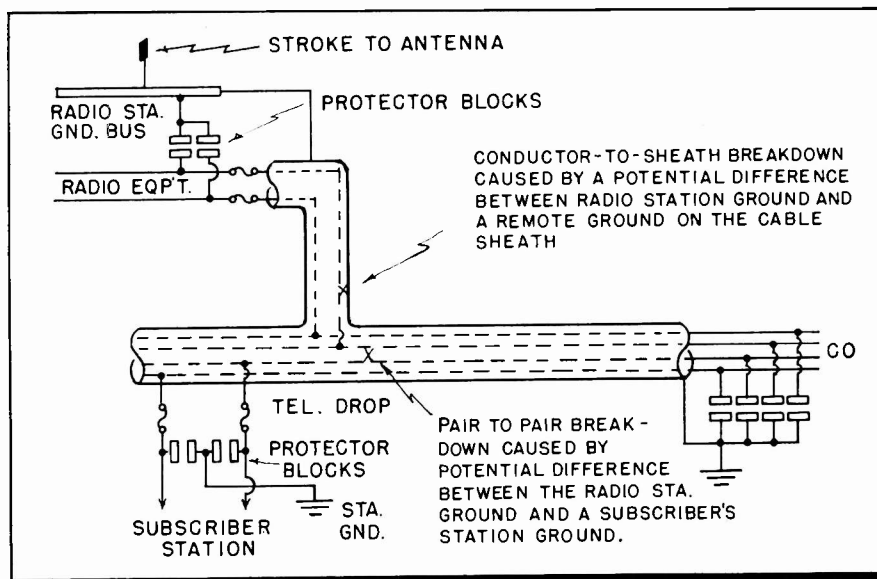 STROKE TO ANTENNA
RADIO STA.
GND. BUS
PROTECTOR BLOCKS
RADIO EQP'T.
CONDUCTOR-TO-SHEATH BREAKDOWN
CAUSED BY A POTENTIAL DIFFERENCE
BETWEEN RADIO STATION GROUND AND
A REMOTE GROUND ON THE CABLE
SHEATH
CO
TEL. DROP
PROTECTOR
BLOCKS
STA.
GND.
SUBSCRIBER
STATION
PAIR TO PAIR BREAK-
DOWN CAUSED BY
POTENTIAL DIFFERENCE
BETWEEN THE RADIO STA.
GROUND AND A SUBSCRIBER'S
STATION GROUND.